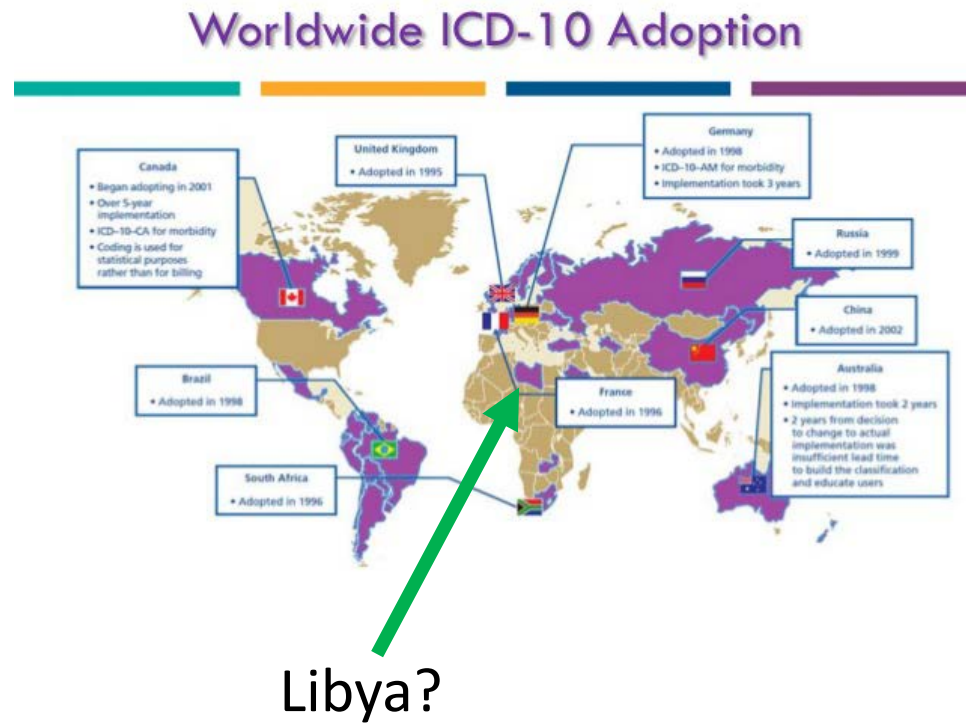 Worldwide ICD-10 Adoption
Canada
• Began adopting in 2001
• Over 5-year
implementation
• ICD–10–CA for morbidity
• Coding is used for
statistical purposes
rather than for billing
United Kingdom
• Adopted in 1995
Germany
• Adopted in 1998
• ICD–10–AM for morbidity
• Implementation took 3 years
Russia
• Adopted in 1999
China
• Adopted in 2002
Brazil
• Adopted in 1998
France
• Adopted in 1996
Australia
• Adopted in 1998
• Implementation took 2 years
• 2 years from decision
to change to actual
implementation was
insufficient lead time
to build the classification
and educate users
South Africa
• Adopted in 1996
Libya?